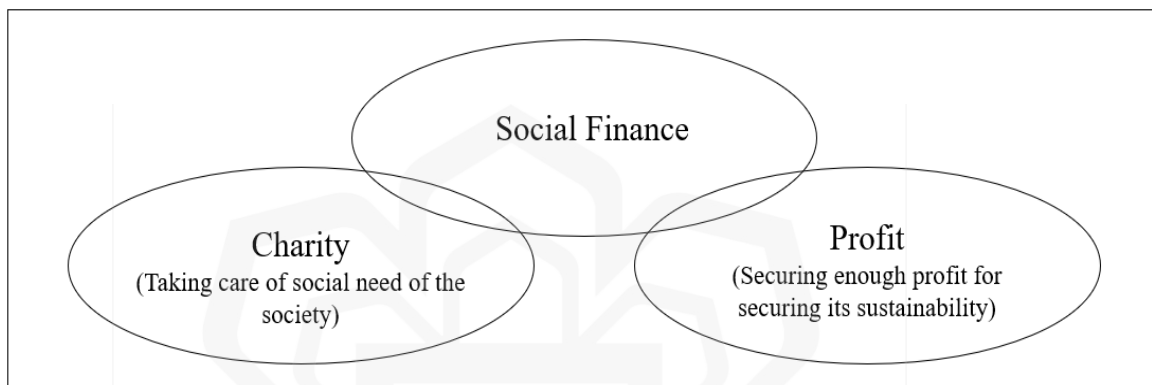 Social Finance
Charity
(Taking care of social need of the
society)
Profit
(Securing enough profit for
securing its sustainability)